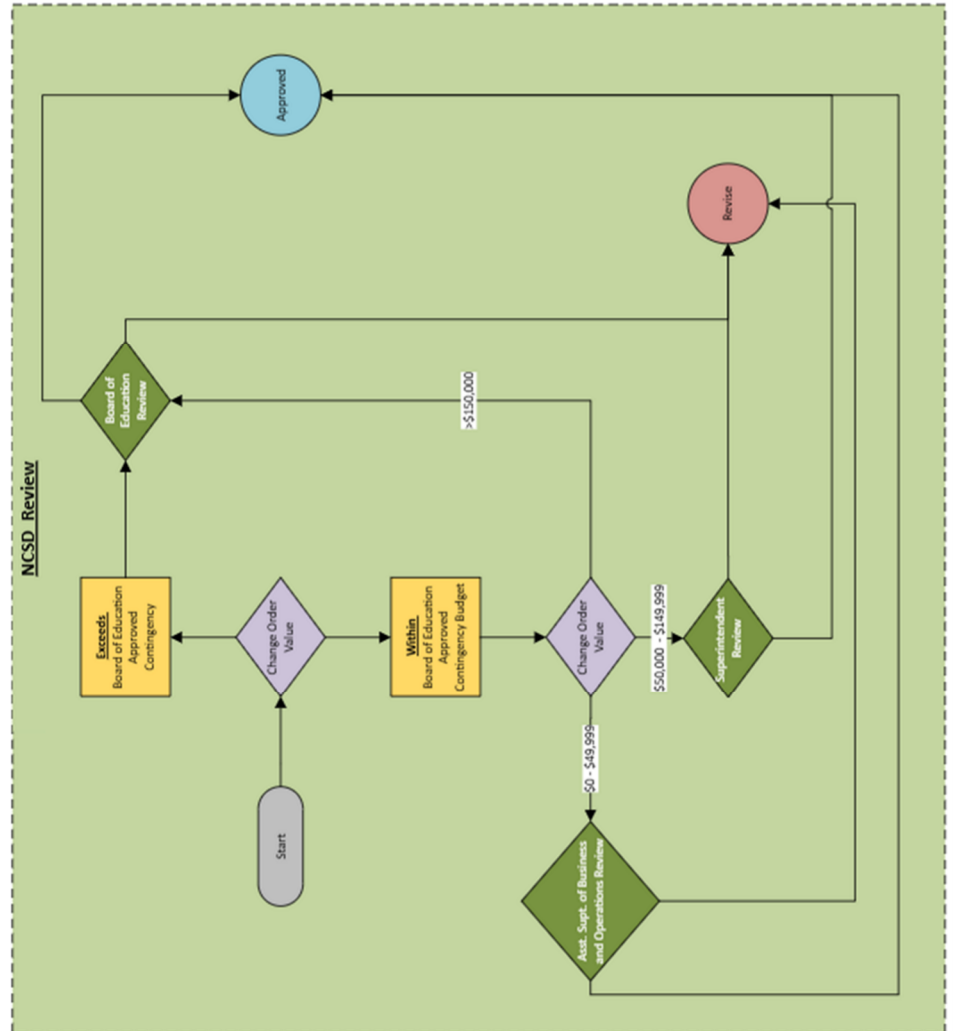 NCSD Review
Start
Change Order
Value
Exceeds
Board of Education
Approved
Contingency
Board of
Education
Review
Approved
Within
Board of Education
Approved
Contingency Budget
Change Order
Value
>$150,000
$0 - $49,999
$50,000 - $149,999
Asst. Supt. of Business
and Operations Review
Superintendent
Review
Revise